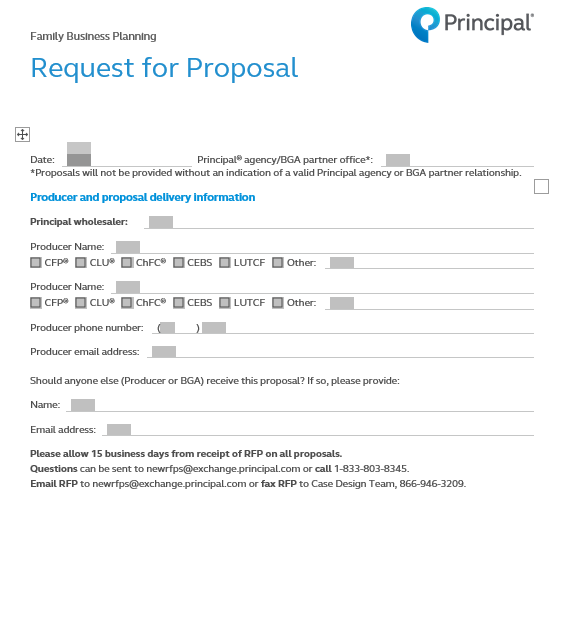 Principal®
Family Business Planning
Request for Proposal
Date: Principal® agency/BGA partner office*:
*Proposals will not be provided without an indication of a valid Principal agency or BGA partner relationship.
Producer and proposal delivery information
Principal wholesaler:
Producer Name:
CFP® CLU® ChFC® CEBS LUTCF Other:
Producer Name:
CFP® CLU® ChFC® CEBS LUTCF Other:
Producer phone number: ( )
Producer email address:
Should anyone else (Producer or BGA) receive this proposal? If so, please provide:
Name:
Email address:
Please allow 15 business days from receipt of RFP on all proposals.
Questions can be sent to newrfps@exchange.principal.com or call 1-833-803-8345.
Email RFP to newrfps@exchange.principal.com or fax RFP to Case Design Team, 866-946-3209.